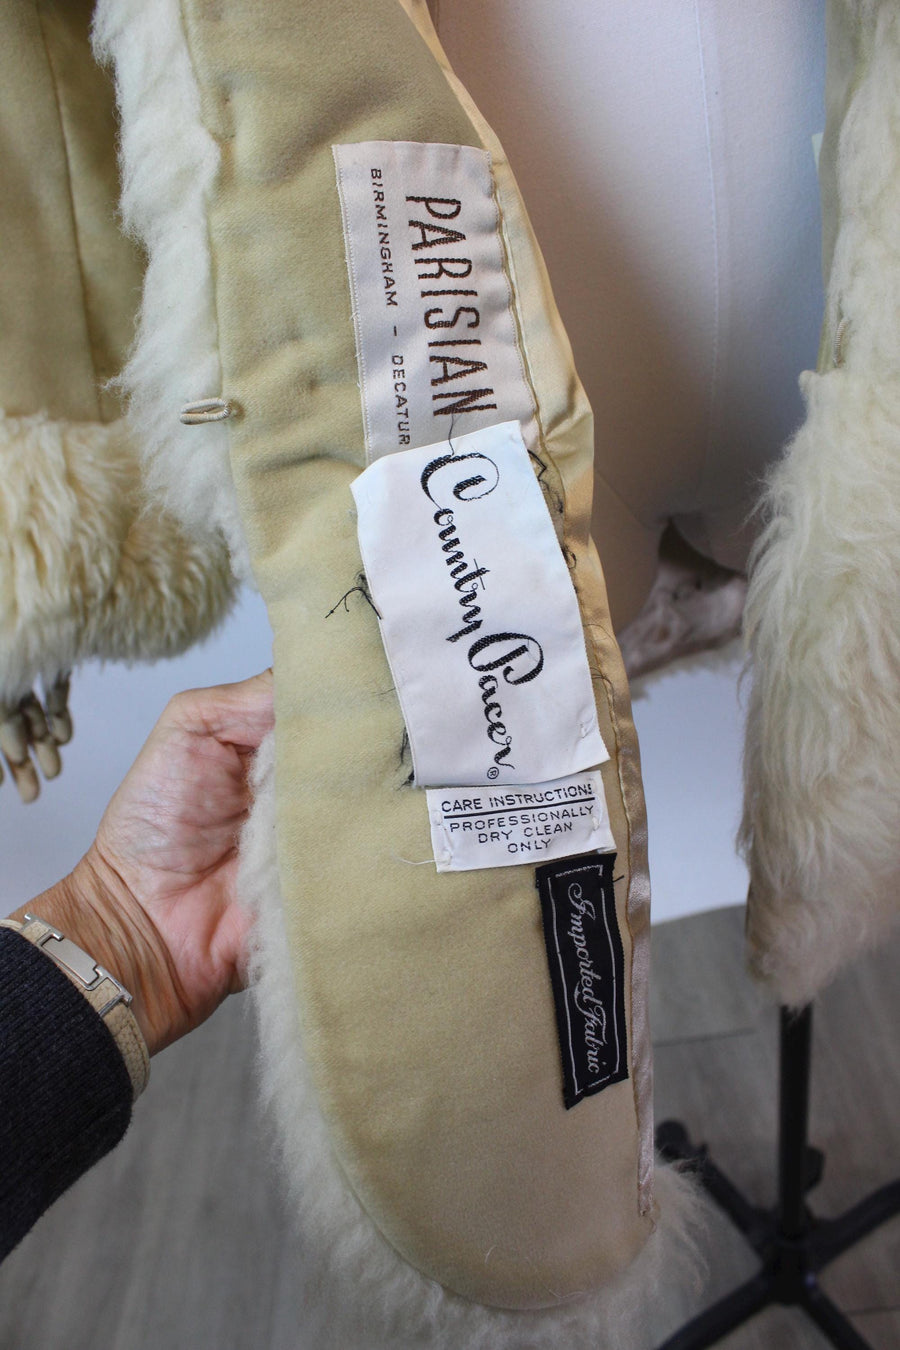 PARISIAN
BIRMINGHAM - DECATUR
Country Pacer®
CARE INSTRUCTIONS
PROFESSIONALLY
DRY CLEAN
ONLY
Imported Fabric